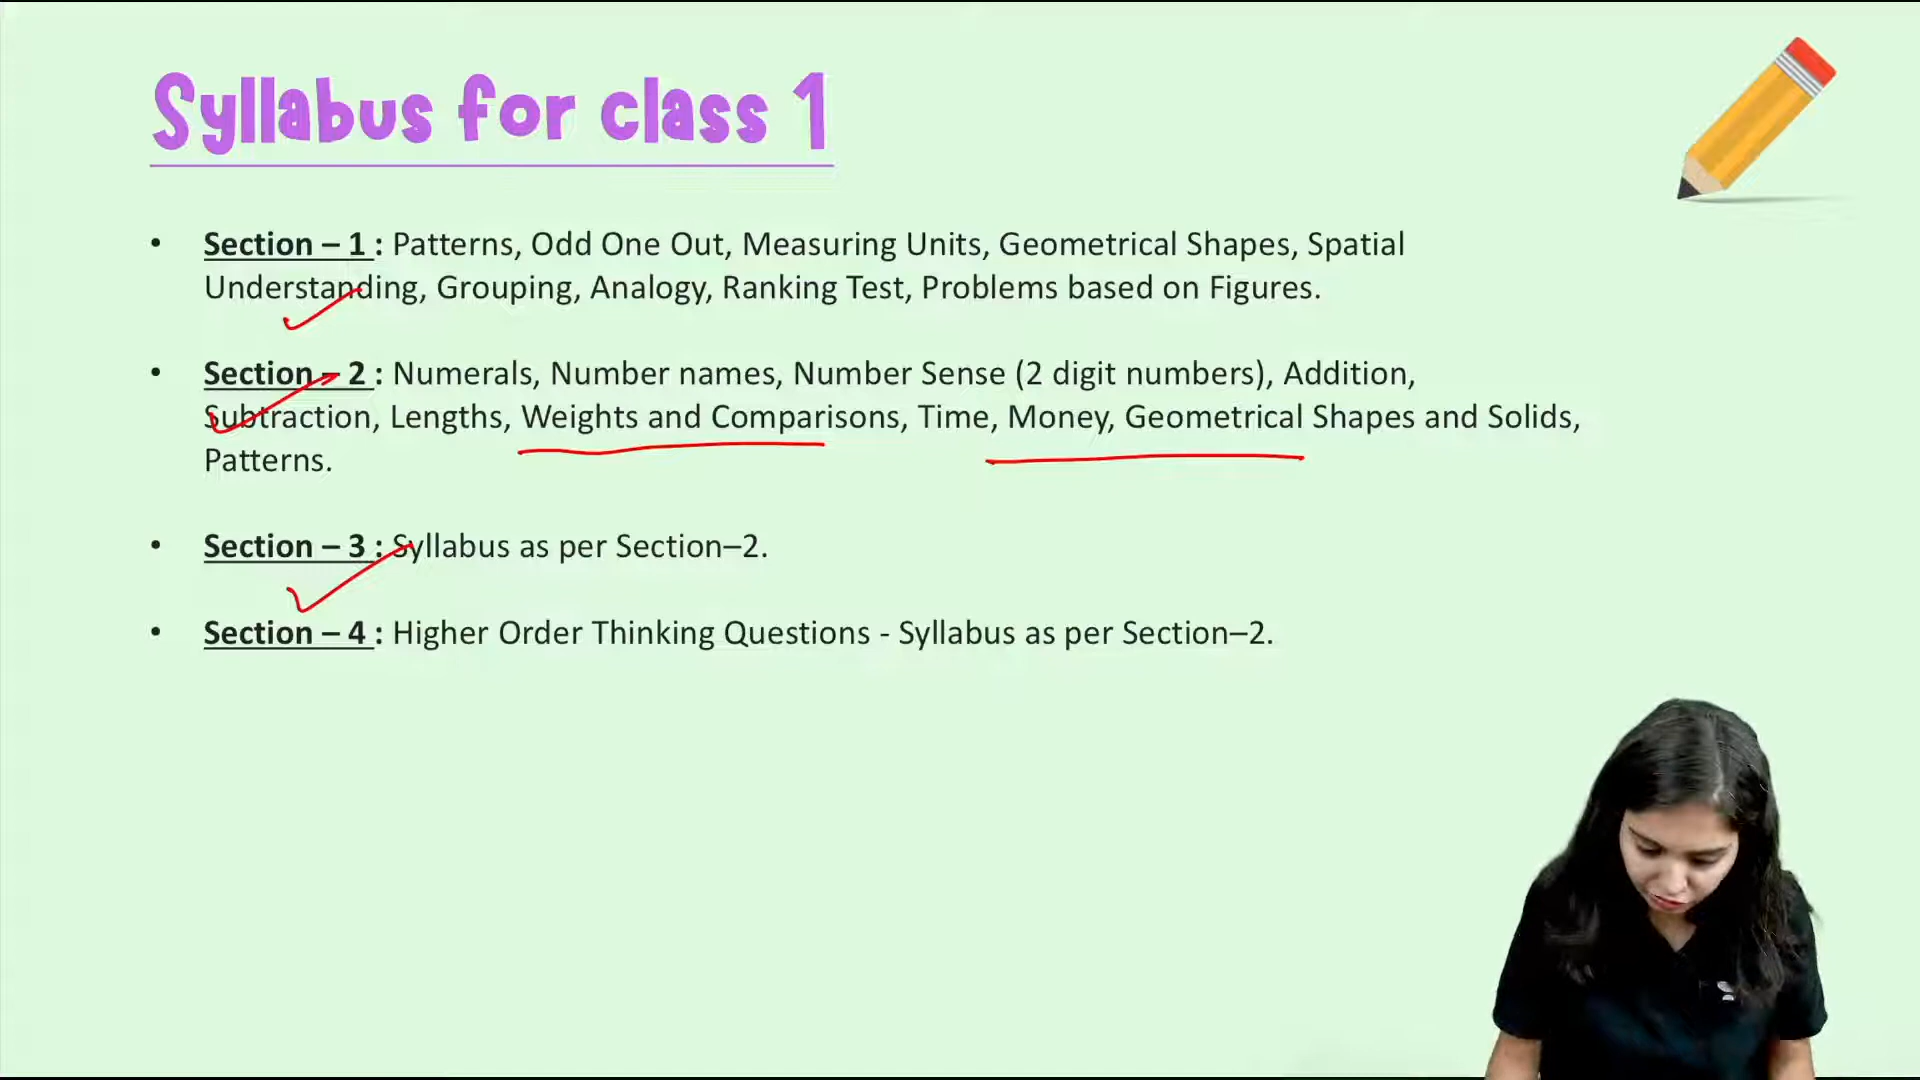 Syllabus for class 1
• Section – 1 : Patterns, Odd One Out, Measuring Units, Geometrical Shapes, Spatial
Understanding, Grouping, Analogy, Ranking Test, Problems based on Figures.
• Section – 2 : Numerals, Number names, Number Sense (2 digit numbers), Addition,
Subtraction, Lengths, Weights and Comparisons, Time, Money, Geometrical Shapes and Solids,
Patterns.
• Section – 3 : Syllabus as per Section–2.
• Section – 4 : Higher Order Thinking Questions - Syllabus as per Section–2.